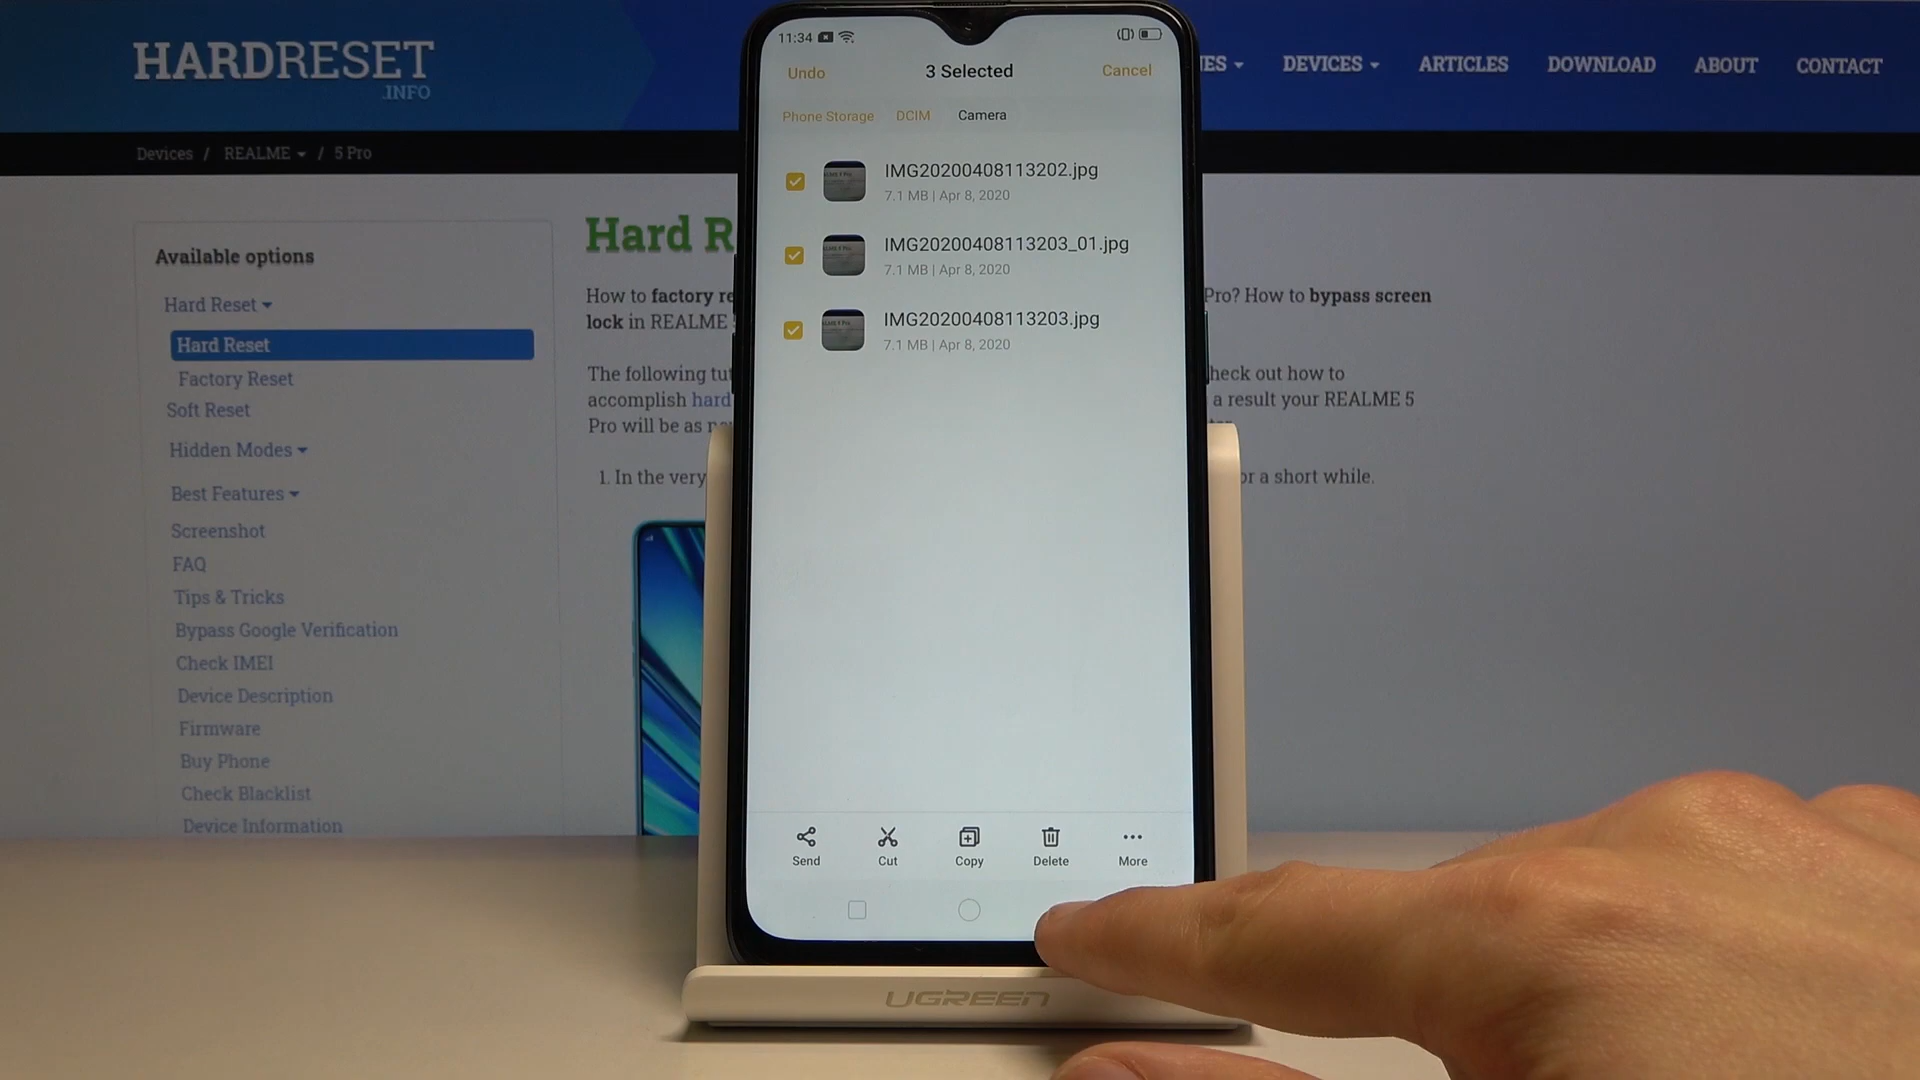 HARDRESET
.INFO
DEVICES
ARTICLES
DOWNLOAD
ABOUT
CONTACT
Devices / REALME / 5 Pro
Available options
Hard Reset
Hard Reset
Factory Reset
Soft Reset
Hidden Modes
Best Features
Screenshot
FAQ
Tips & Tricks
Bypass Google Verification
Check IMEI
Device Description
Firmware
Buy Phone
Check Blacklist
Device Information
Hard R
How to factory re
Pro? How to bypass screen
lock in REALME
The following tut
heck out how to
accomplish hard
a result your REALME 5
Pro will be as
1. In the very
or a short while.
11:34
Undo
3 Selected
Cancel
Phone Storage
DCIM
Camera
IMG20200408113202.jpg
7.1 MB | Apr 8, 2020
IMG20200408113203_01.jpg
7.1 MB | Apr 8, 2020
IMG20200408113203.jpg
7.1 MB | Apr 8, 2020
Send
Cut
Copy
Delete
More
UGREEN